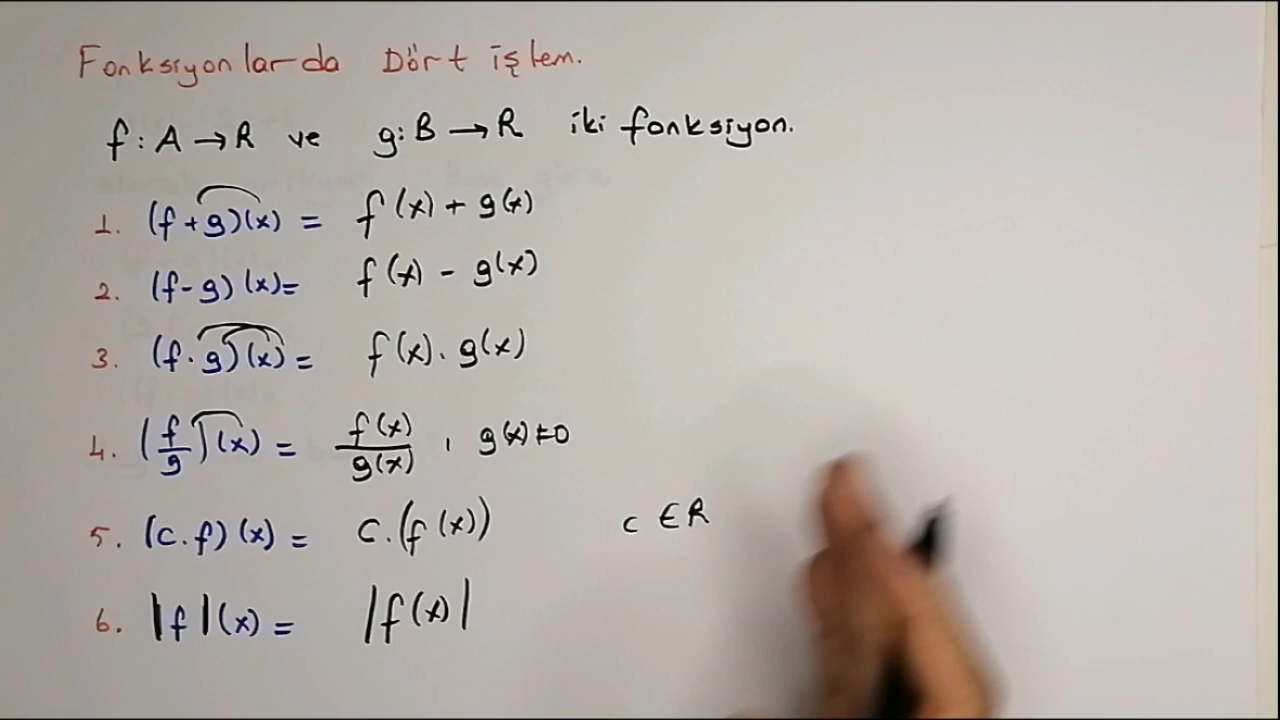 Fonksiyonlarda Dört işlem.
f : A → R ve g : B → R iki fonksiyon.
1. (f + g)(x) = f(x) + g(x)
2. (f - g)(x) = f(x) - g(x)
3. (f . g)(x) = f(x) . g(x)
4. (f/g)(x) = f(x)/g(x) , g(x) ≠ 0
5. (c.f)(x) = c.(f(x)) c ∈ R
6. |f|(x) = |f(x)|